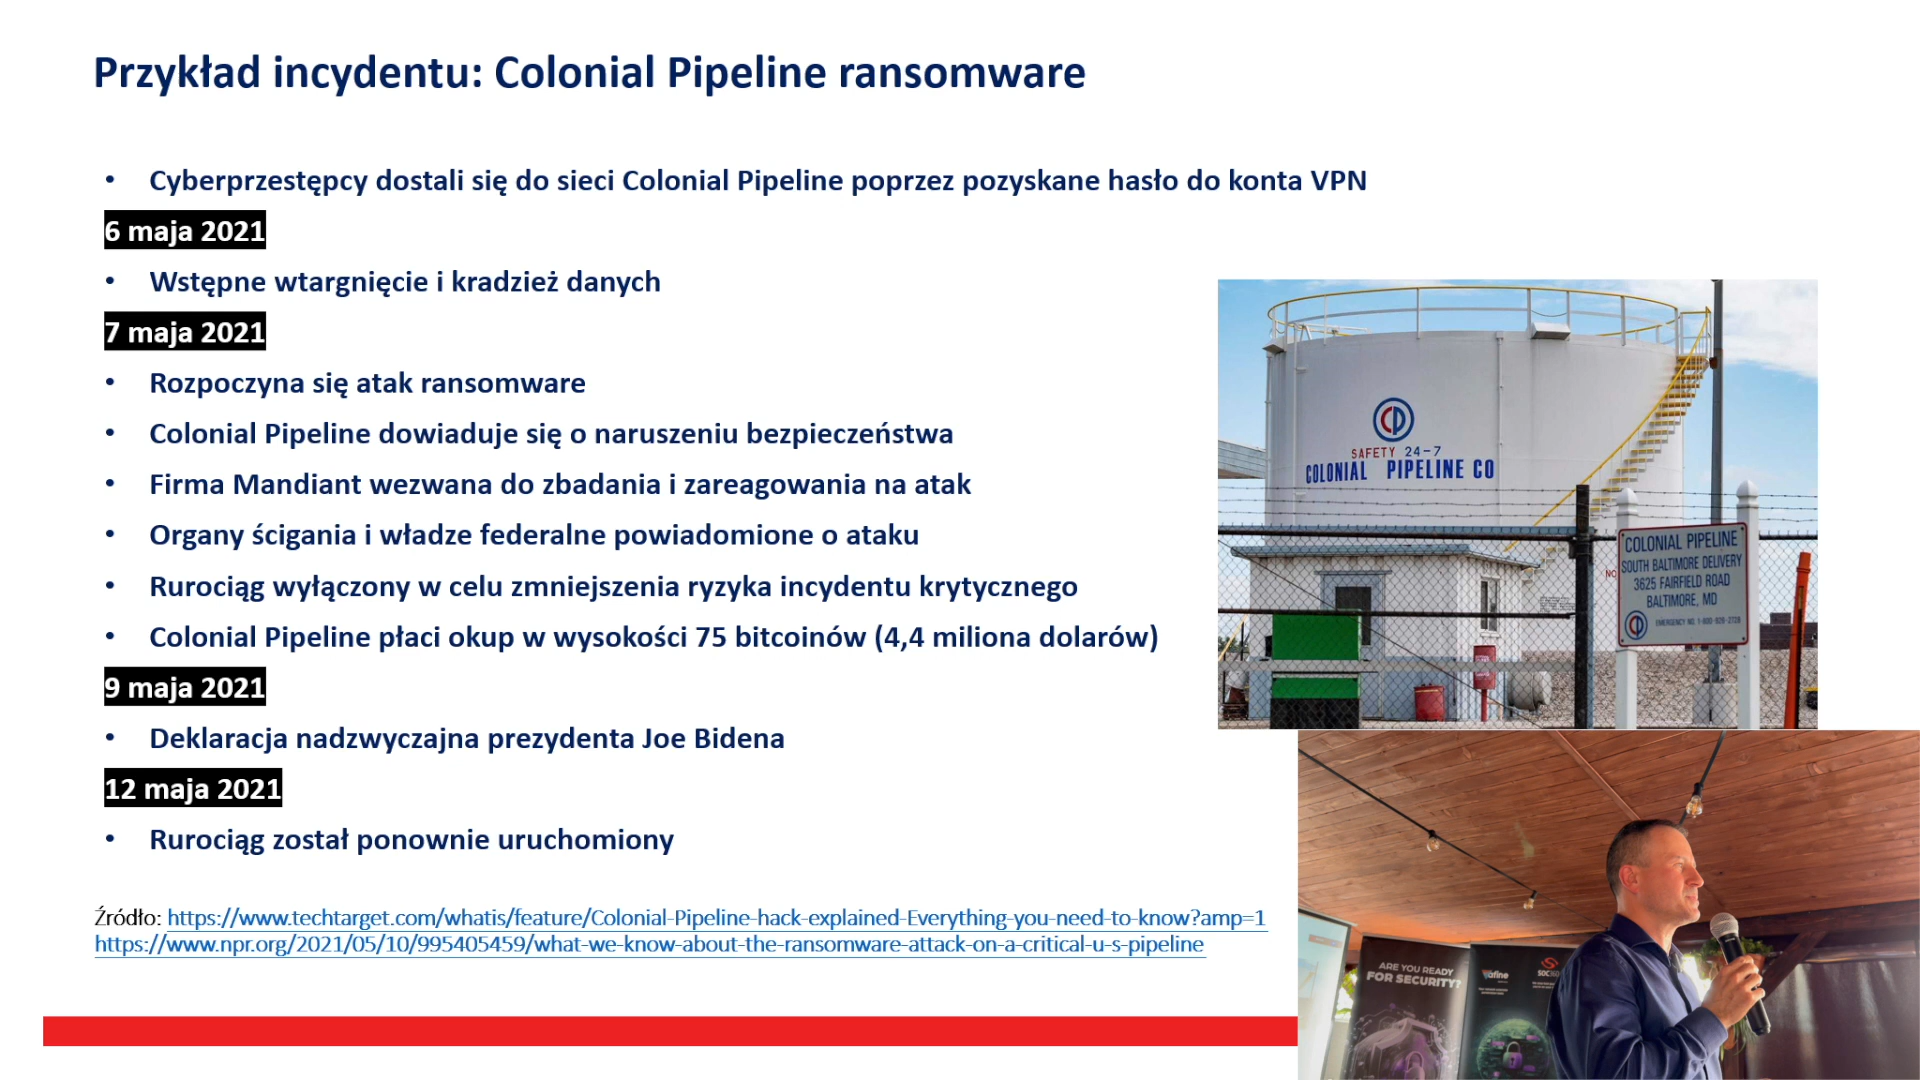 Przykład incydentu: Colonial Pipeline ransomware
• Cyberprzestępcy dostali się do sieci Colonial Pipeline poprzez pozyskane hasło do konta VPN
6 maja 2021
• Wstępne wtargnięcie i kradzież danych
7 maja 2021
• Rozpoczyna się atak ransomware
• Colonial Pipeline dowiaduje się o naruszeniu bezpieczeństwa
• Firma Mandiant wezwana do zbadania i zareagowania na atak
• Organy ścigania i władze federalne powiadomione o ataku
• Rurociąg wyłączony w celu zmniejszenia ryzyka incydentu krytycznego
• Colonial Pipeline płaci okup w wysokości 75 bitcoinów (4,4 miliona dolarów)
9 maja 2021
• Deklaracja nadzwyczajna prezydenta Joe Bidena
12 maja 2021
• Rurociąg został ponownie uruchomiony
Źródło: https://www.techtarget.com/whatis/feature/Colonial-Pipeline-hack-explained-Everything-you-need-to-know?amp=1
https://www.npr.org/2021/05/10/995405459/what-we-know-about-the-ransomware-attack-on-a-critical-u-s-pipeline
CP
SAFETY 24-7
COLONIAL PIPELINE CO
NO
COLONIAL PIPELINE
SOUTH BALTIMORE DELIVERY
3625 FAIRFIELD ROAD
BALTIMORE, MD
CP
ARE YOU READY
FOR SECURITY?
afine